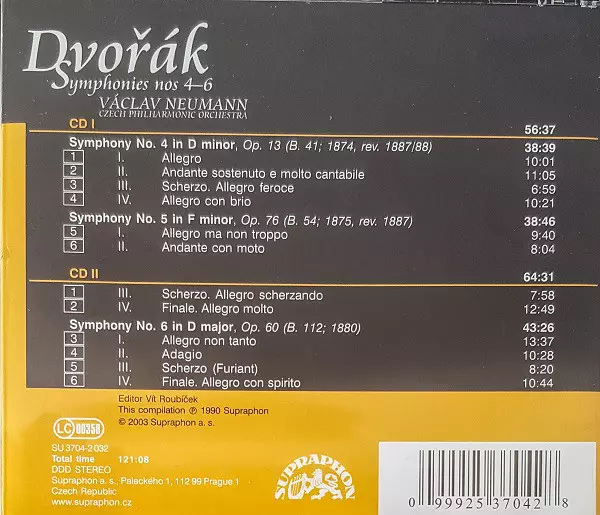 Dvořák
Symphonies nos 4–6
VÁCLAV NEUMANN
CZECH PHILHARMONIC ORCHESTRA
CD I 56:37
Symphony No. 4 in D minor, Op. 13 (B. 41; 1874, rev. 1887/88) 38:39
1 I. Allegro 10:01
2 II. Andante sostenuto e molto cantabile 11:05
3 III. Scherzo. Allegro feroce 6:59
4 IV. Allegro con brio 10:21
Symphony No. 5 in F minor, Op. 76 (B. 54; 1875, rev. 1887) 38:46
5 I. Allegro ma non troppo 9:40
6 II. Andante con moto 8:04
CD II 64:31
1 III. Scherzo. Allegro scherzando 7:58
2 IV. Finale. Allegro molto 12:49
Symphony No. 6 in D major, Op. 60 (B. 112; 1880) 43:26
3 I. Allegro non tanto 13:37
4 II. Adagio 10:28
5 III. Scherzo (Furiant) 8:20
6 IV. Finale. Allegro con spirito 10:44
Editor Vít Roubíček
This compilation ℗ 1990 Supraphon
© 2003 Supraphon a. s.
LC 00358
SU 3704-2 032
Total time 121:08
DDD STEREO
Supraphon a. s., Palackého 1, 112 99 Prague 1
Czech Republic
www.supraphon.cz
SUPRAPHON
0 99925 37042 8